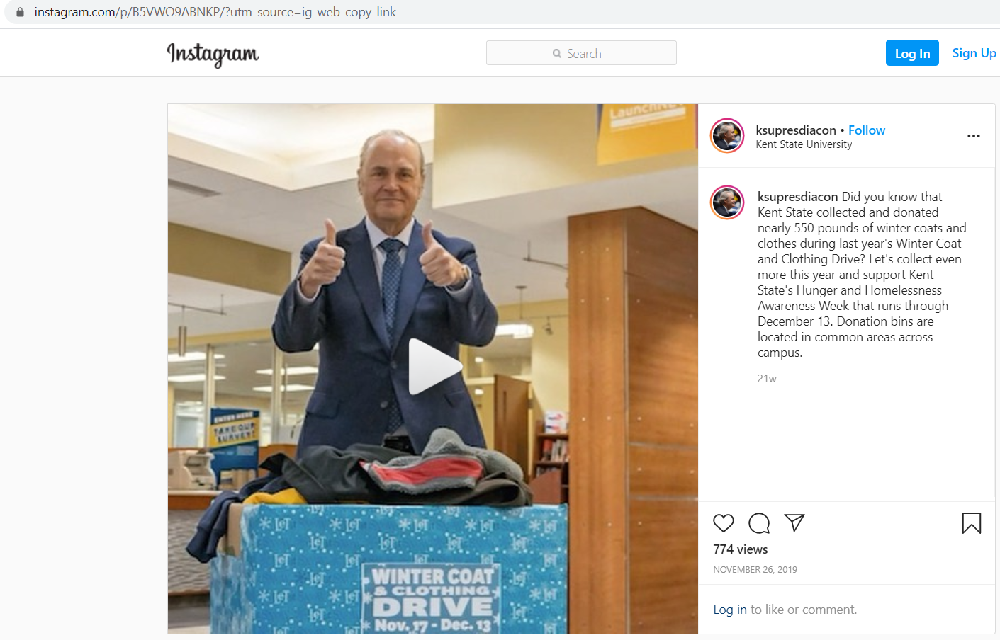 instagram.com/p/B5VWO9ABNKP/?utm_source=ig_web_copy_link
Instagram
Search
Log In
Sign Up
LaunchNET
ksupresdiacon • Follow
Kent State University
ksupresdiacon Did you know that
Kent State collected and donated
nearly 550 pounds of winter coats and
clothes during last year's Winter Coat
and Clothing Drive? Let's collect even
more this year and support Kent
State's Hunger and Homelessness
Awareness Week that runs through
December 13. Donation bins are
located in common areas across
campus.
21w
ENTER HERE
TAKE OUR
SURVEY!
WINTER COAT
& CLOTHING
DRIVE
Nov. 17 - Dec. 13
774 views
NOVEMBER 26, 2019
Log in to like or comment.